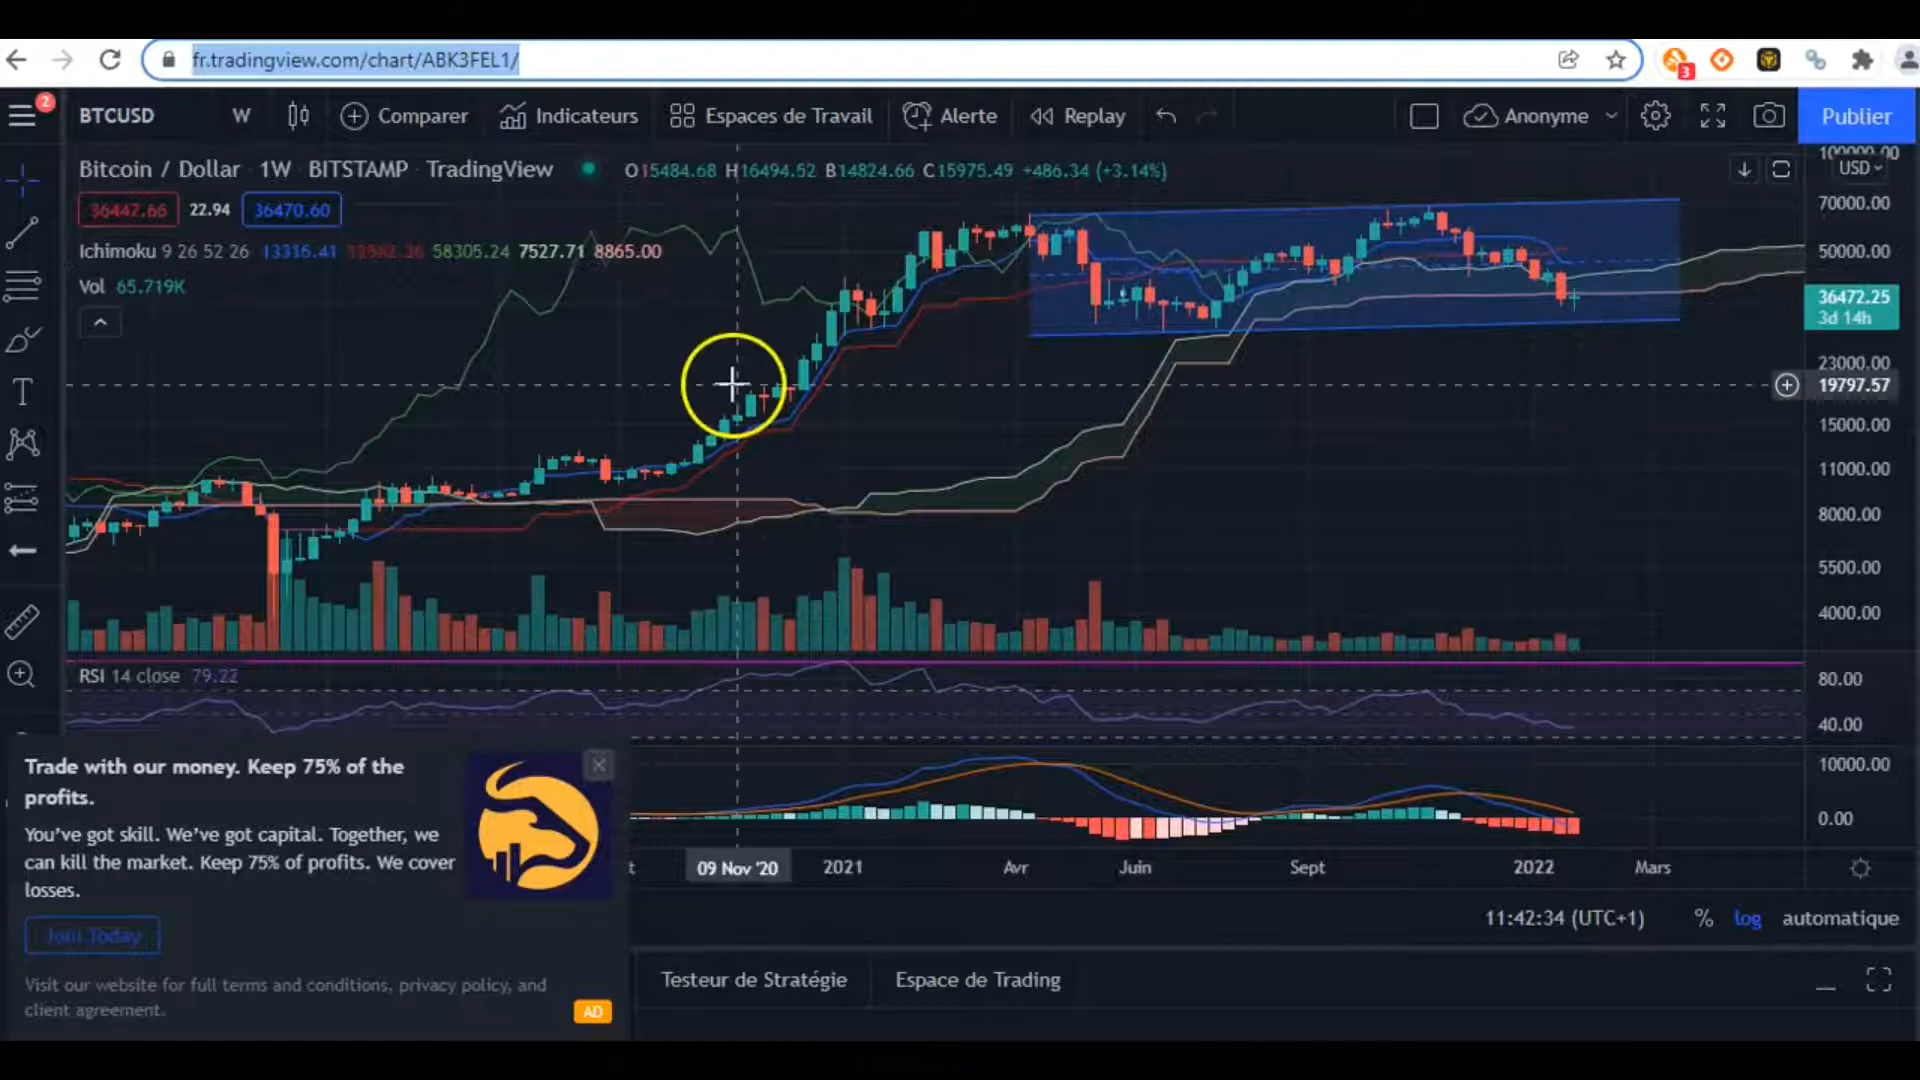 fr.tradingview.com/chart/ABK3FEL1/
3
2
BTCUSD W Comparer Indicateurs Espaces de Travail Alerte Replay Anonyme Publier
Bitcoin / Dollar 1W BITSTAMP TradingView O15484.68 H16494.52 B14824.66 C15975.49 +486.34 (+3.14%)
100000.00
USD
36447.66 22.94 36470.60
70000.00
Ichimoku 9 26 52 26 13316.41 58305.24 7527.71 8865.00
50000.00
Vol 65.719K
36472.25
3d 14h
23000.00
19797.57
15000.00
11000.00
8000.00
5500.00
4000.00
RSI 14 close 79.22
80.00
40.00
10000.00
0.00
Trade with our money. Keep 75% of the
profits.
You've got skill. We've got capital. Together, we
can kill the market. Keep 75% of profits. We cover
losses.
Join Today
Visit our website for full terms and conditions, privacy policy, and
client agreement.
AD
t 09 Nov '20 2021 Avr Juin Sept 2022 Mars
11:42:34 (UTC+1) % log automatique
Testeur de Stratégie Espace de Trading